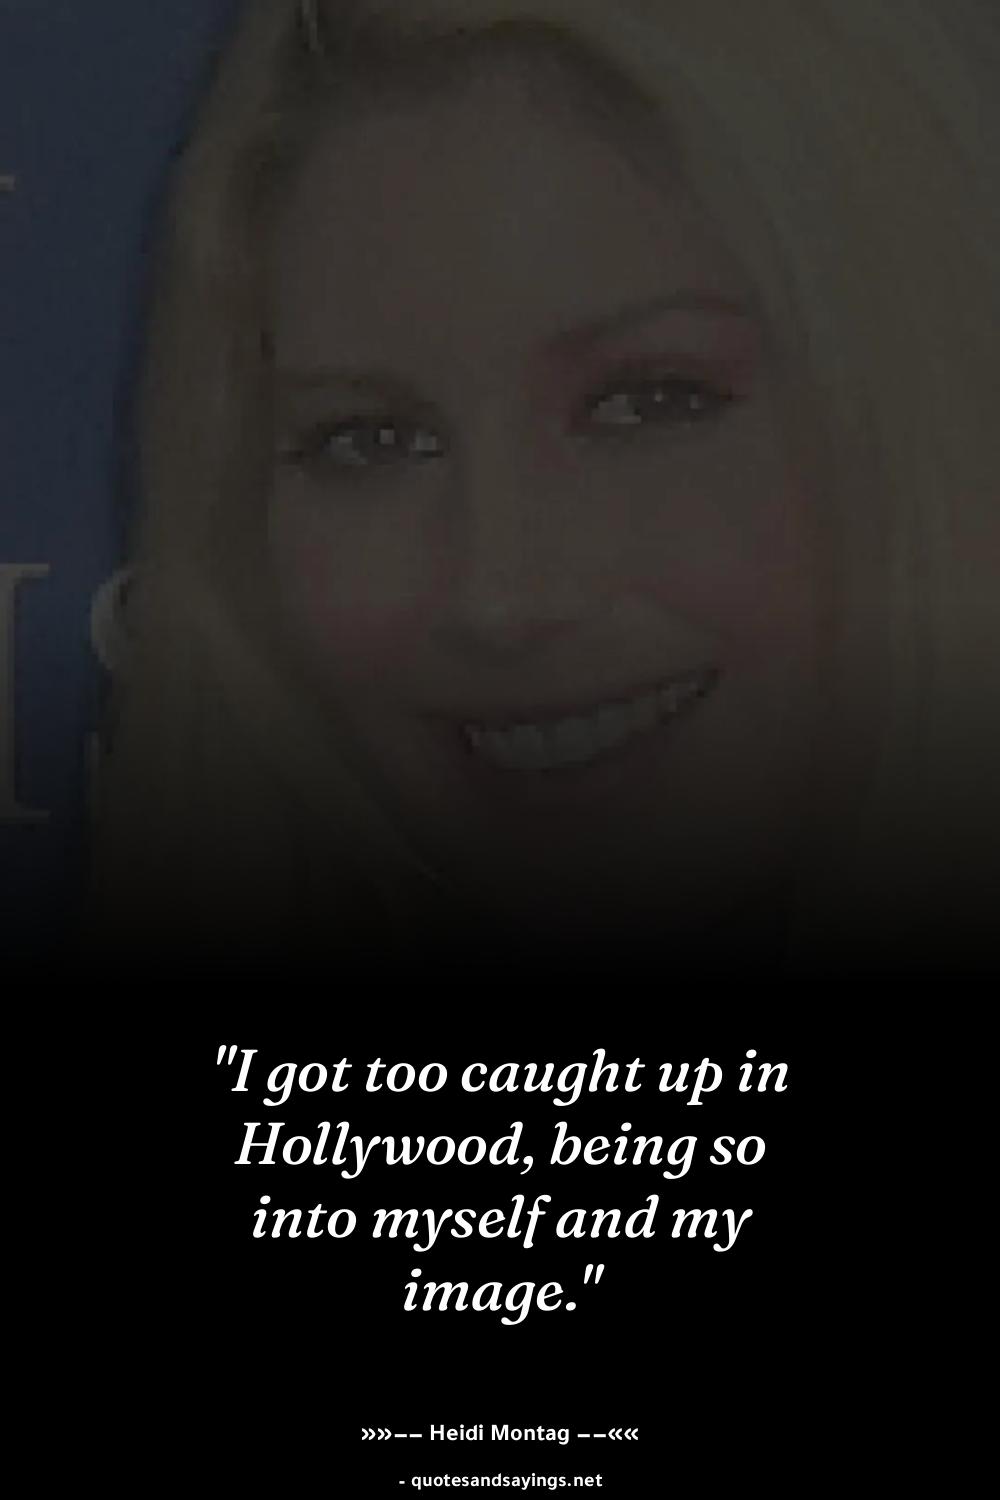 "I got too caught up in
Hollywood, being so
into myself and my
image."
»»–– Heidi Montag ––««
- quotesandsayings.net